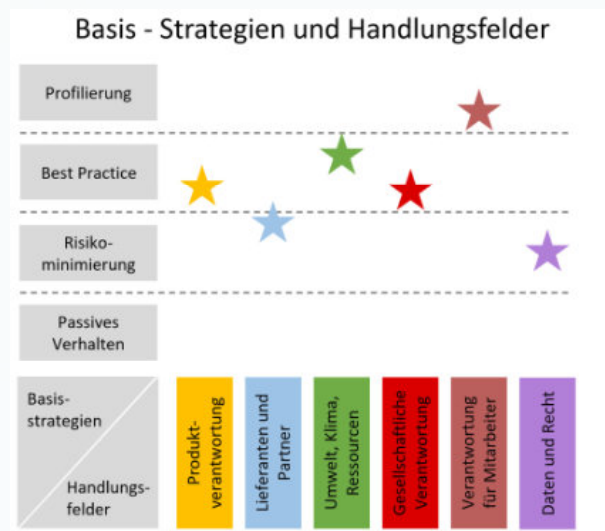 Basis - Strategien und Handlungsfelder
Profilierung
Best Practice
Risiko-
minimierung
Passives
Verhalten
Basis-
strategien
Handlungs-
felder
Produkt-
verantwortung
Lieferanten und
Partner
Umwelt, Klima,
Ressourcen
Gesellschaftliche
Verantwortung
Verantwortung
für Mitarbeiter
Daten und Recht